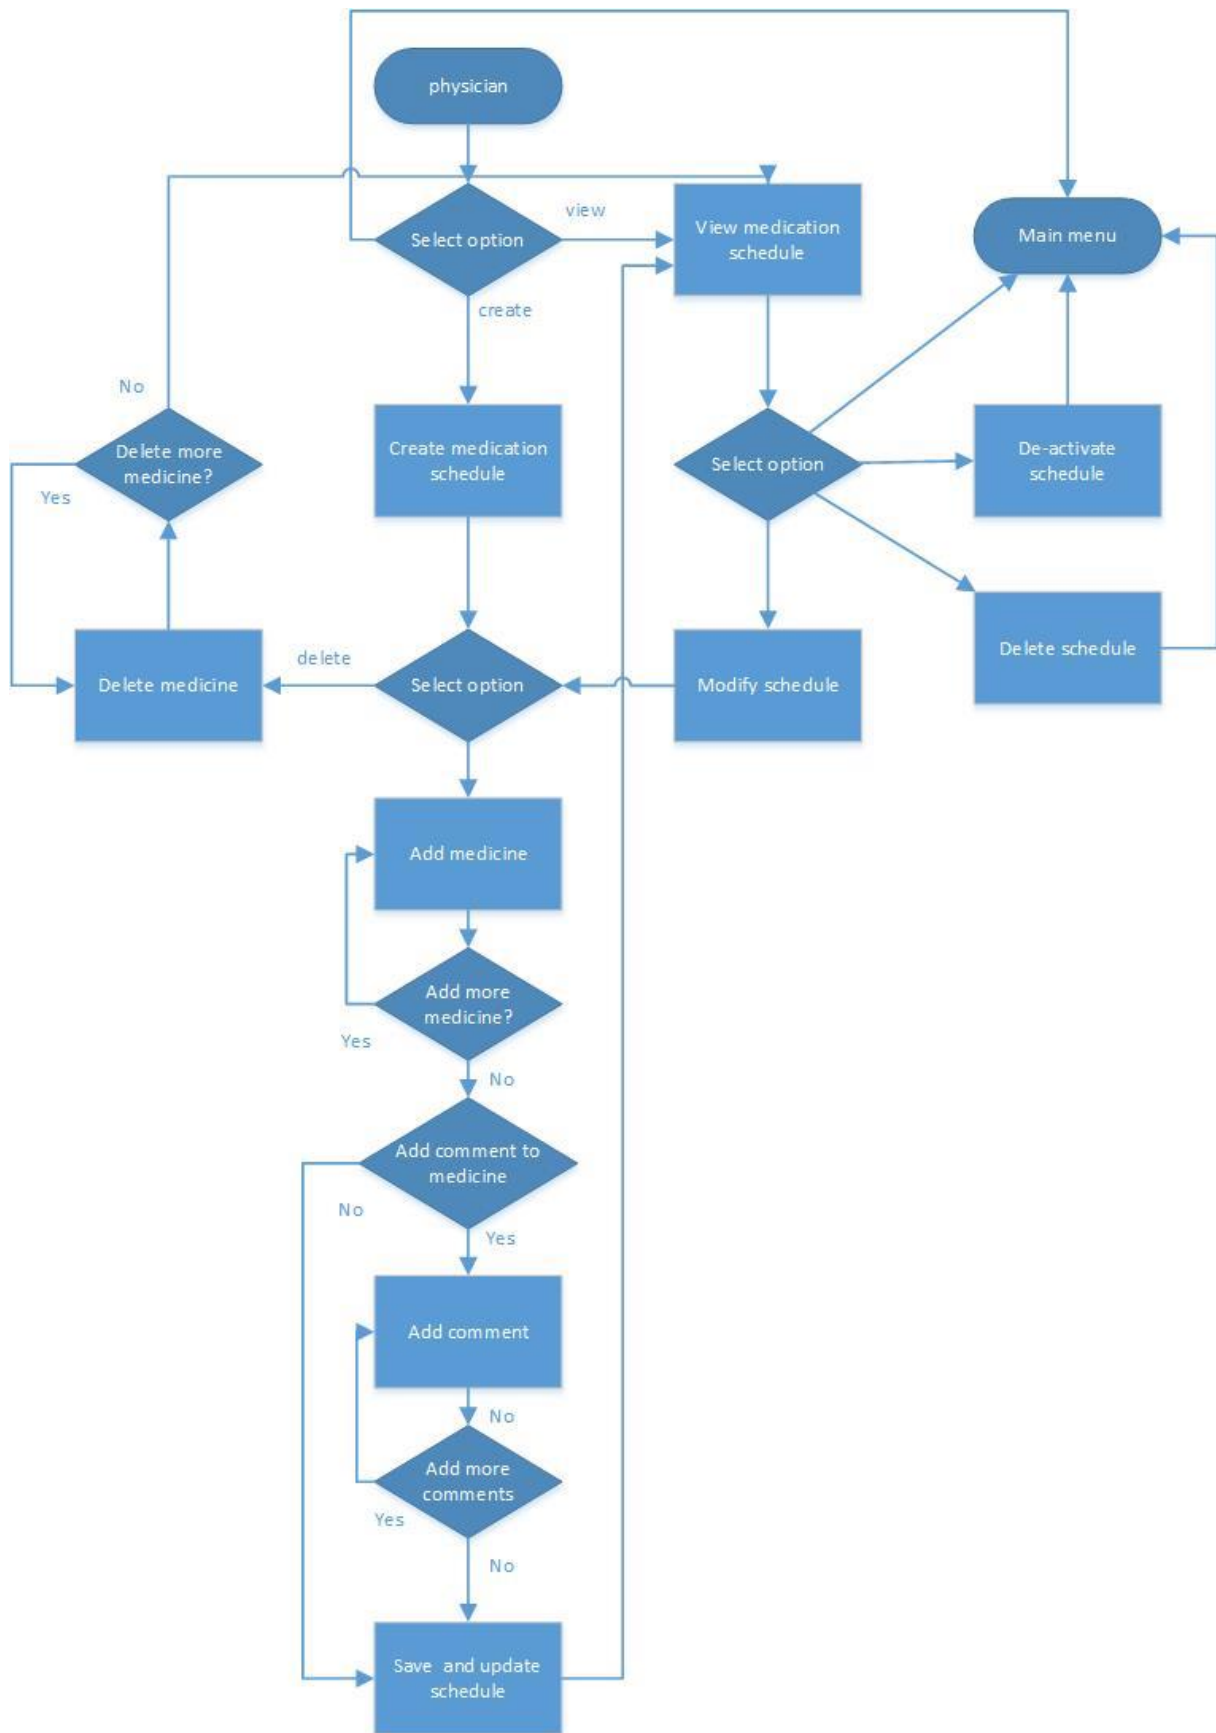 physician
Select option
view
View medication
schedule
Main menu
create
No
Delete more
medicine?
Yes
Create medication
schedule
Select option
De-activate
schedule
Delete medicine
delete
Select option
Modify schedule
Delete schedule
Add medicine
Add more
medicine?
Yes
No
Add comment to
medicine
No
Yes
Add comment
No
Add more
comments
Yes
No
Save  and update
schedule